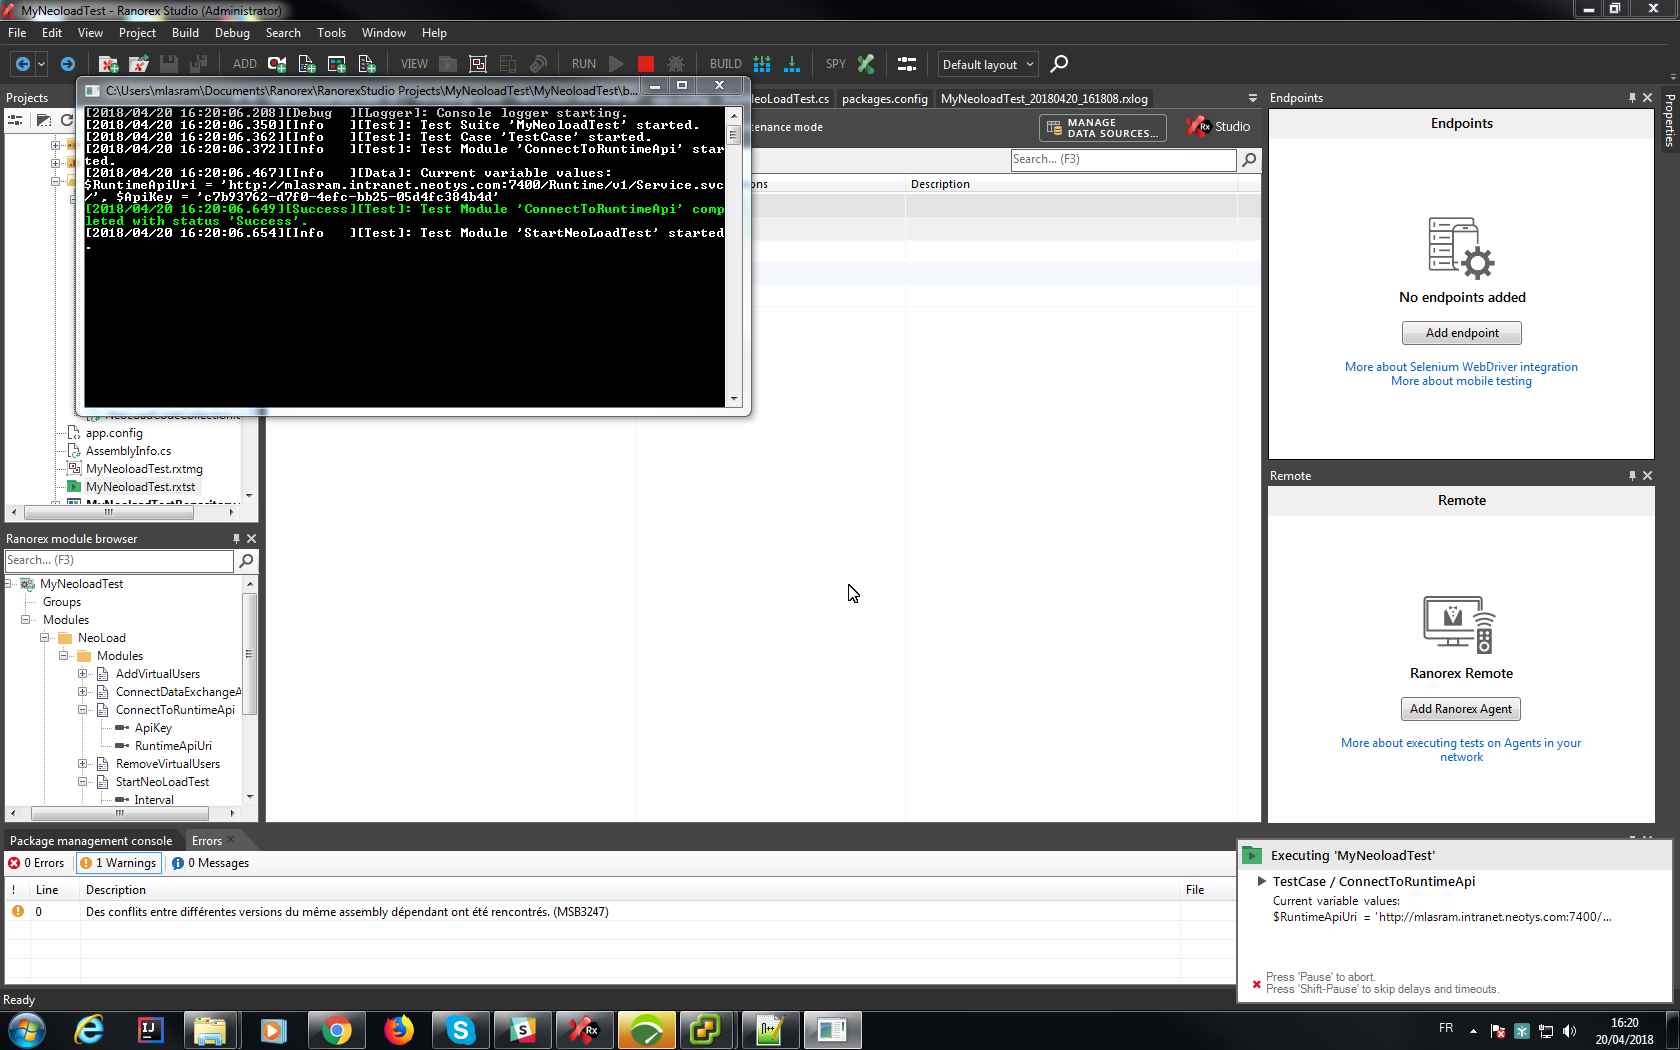 MyNeoloadTest - Ranorex Studio (Administrator)
File Edit View Project Build Debug Search Tools Window Help
ADD VIEW RUN BUILD SPY Default layout
Projects
C:\Users\mlasram\Documents\Ranorex\RanorexStudio Projects\MyNeoloadTest\MyNeoloadTest\b...
[2018/04/20 16:20:06.208][Debug ][Logger]: Console logger starting.
[2018/04/20 16:20:06.350][Info ][Test]: Test Suite 'MyNeoloadTest' started.
[2018/04/20 16:20:06.362][Info ][Test]: Test Case 'TestCase' started.
[2018/04/20 16:20:06.372][Info ][Test]: Test Module 'ConnectToRuntimeApi' star
ted.
[2018/04/20 16:20:06.467][Info ][Data]: Current variable values:
$RuntimeApiUri = 'http://mlasram.intranet.neotys.com:7400/Runtime/v1/Service.svc
/', $ApiKey = 'c7b93762-d7f0-4efc-bb25-05d4fc384b4d'
[2018/04/20 16:20:06.649][Success][Test]: Test Module 'ConnectToRuntimeApi' comp
leted with status 'Success'.
[2018/04/20 16:20:06.654][Info ][Test]: Test Module 'StartNeoLoadTest' started
.
eoLoadTest.cs packages.config MyNeoloadTest_20180420_161808.rxlog
enance mode
MANAGE
DATA SOURCES...
Rx Studio
Search... (F3)
ons Description
app.config
AssemblyInfo.cs
MyNeoloadTest.rxtmg
MyNeoloadTest.rxtst
Ranorex module browser
Search... (F3)
MyNeoloadTest
Groups
Modules
NeoLoad
Modules
AddVirtualUsers
ConnectDataExchangeA
ConnectToRuntimeApi
ApiKey
RuntimeApiUri
RemoveVirtualUsers
StartNeoLoadTest
Interval
Endpoints
Endpoints
No endpoints added
Add endpoint
More about Selenium WebDriver integration
More about mobile testing
Properties
Remote
Remote
Ranorex Remote
Add Ranorex Agent
More about executing tests on Agents in your
network
Package management console Errors
0 Errors 1 Warnings 0 Messages
! Line Description File
0 Des conflits entre différentes versions du même assembly dépendant ont été rencontrés. (MSB3247)
Executing 'MyNeoloadTest'
TestCase / ConnectToRuntimeApi
Current variable values:
$RuntimeApiUri = 'http://mlasram.intranet.neotys.com:7400/...
Press 'Pause' to abort.
Press 'Shift-Pause' to skip delays and timeouts.
Ready
FR
16:20
20/04/2018